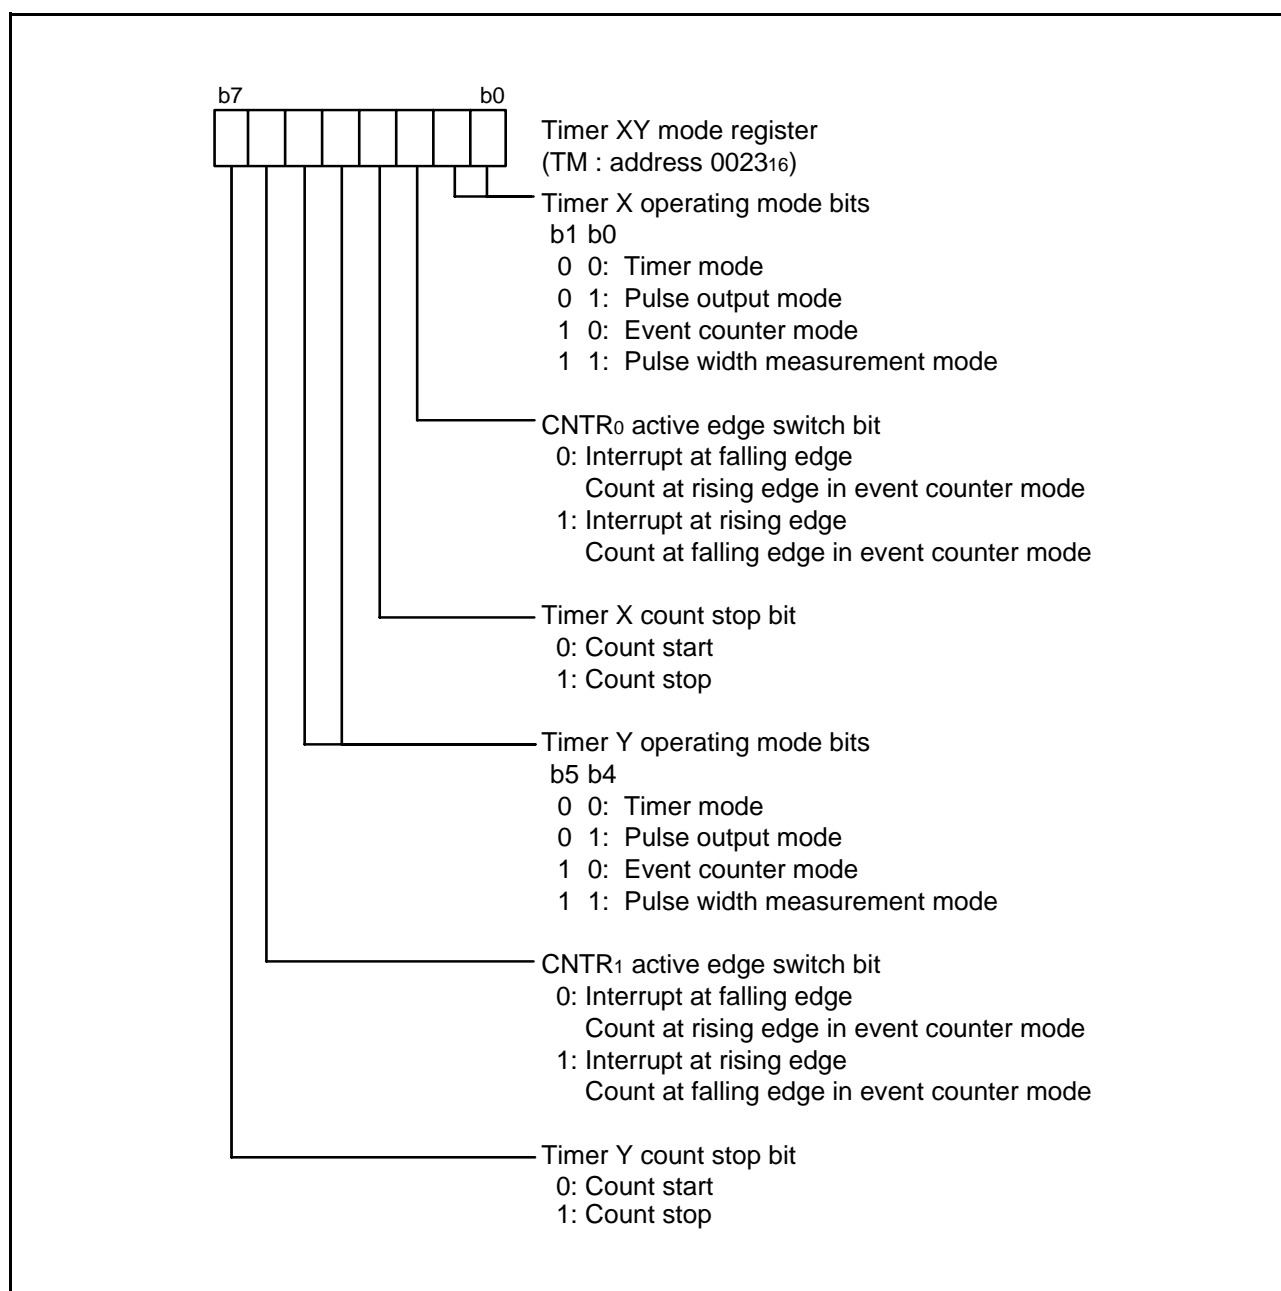 b7 b0
Timer XY mode register
(TM : address 002316)
Timer X operating mode bits
b1 b0
0 0: Timer mode
0 1: Pulse output mode
1 0: Event counter mode
1 1: Pulse width measurement mode
CNTR0 active edge switch bit
0: Interrupt at falling edge
Count at rising edge in event counter mode
1: Interrupt at rising edge
Count at falling edge in event counter mode
Timer X count stop bit
0: Count start
1: Count stop
Timer Y operating mode bits
b5 b4
0 0: Timer mode
0 1: Pulse output mode
1 0: Event counter mode
1 1: Pulse width measurement mode
CNTR1 active edge switch bit
0: Interrupt at falling edge
Count at rising edge in event counter mode
1: Interrupt at rising edge
Count at falling edge in event counter mode
Timer Y count stop bit
0: Count start
1: Count stop